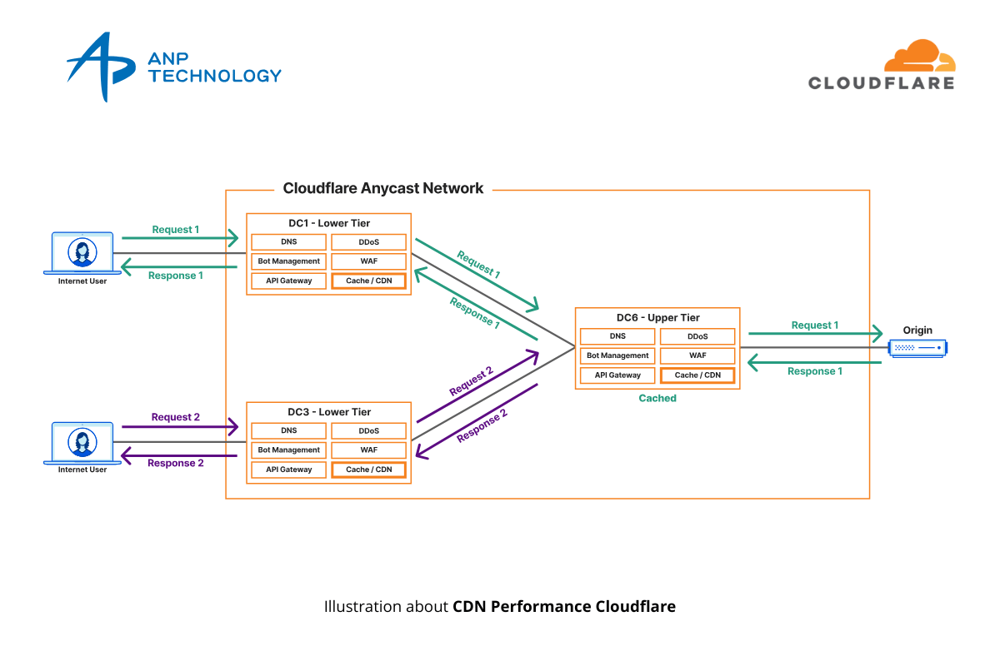 ANP
TECHNOLOGY
CLOUDFLARE
Cloudflare Anycast Network
DC1 - Lower Tier
DNS
DDoS
Bot Management
WAF
API Gateway
Cache / CDN
Request 1
Response 1
Internet User
Request 1
Response 1
DC6 - Upper Tier
DNS
DDoS
Bot Management
WAF
API Gateway
Cache / CDN
Cached
Request 1
Response 1
Origin
Request 2
Response 2
DC3 - Lower Tier
DNS
DDoS
Bot Management
WAF
API Gateway
Cache / CDN
Request 2
Response 2
Internet User
Illustration about CDN Performance Cloudflare